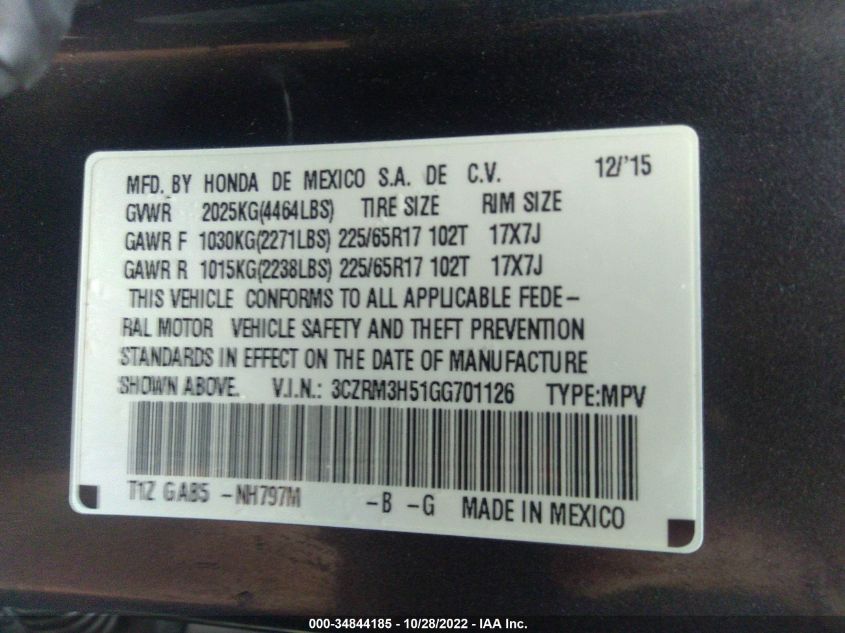 MFD. BY HONDA DE MEXICO S.A. DE C.V. 12/'15
GVWR 2025KG(4464LBS) TIRE SIZE RIM SIZE
GAWR F 1030KG(2271LBS) 225/65R17 102T 17X7J
GAWR R 1015KG(2238LBS) 225/65R17 102T 17X7J
THIS VEHICLE CONFORMS TO ALL APPLICABLE FEDE-
RAL MOTOR VEHICLE SAFETY AND THEFT PREVENTION
STANDARDS IN EFFECT ON THE DATE OF MANUFACTURE
SHOWN ABOVE. V.I.N.: 3CZRM3H51GG701126 TYPE:MPV
T1Z GAB5 -NH797M -B -G MADE IN MEXICO
000-34844185 - 10/28/2022 - IAA Inc.